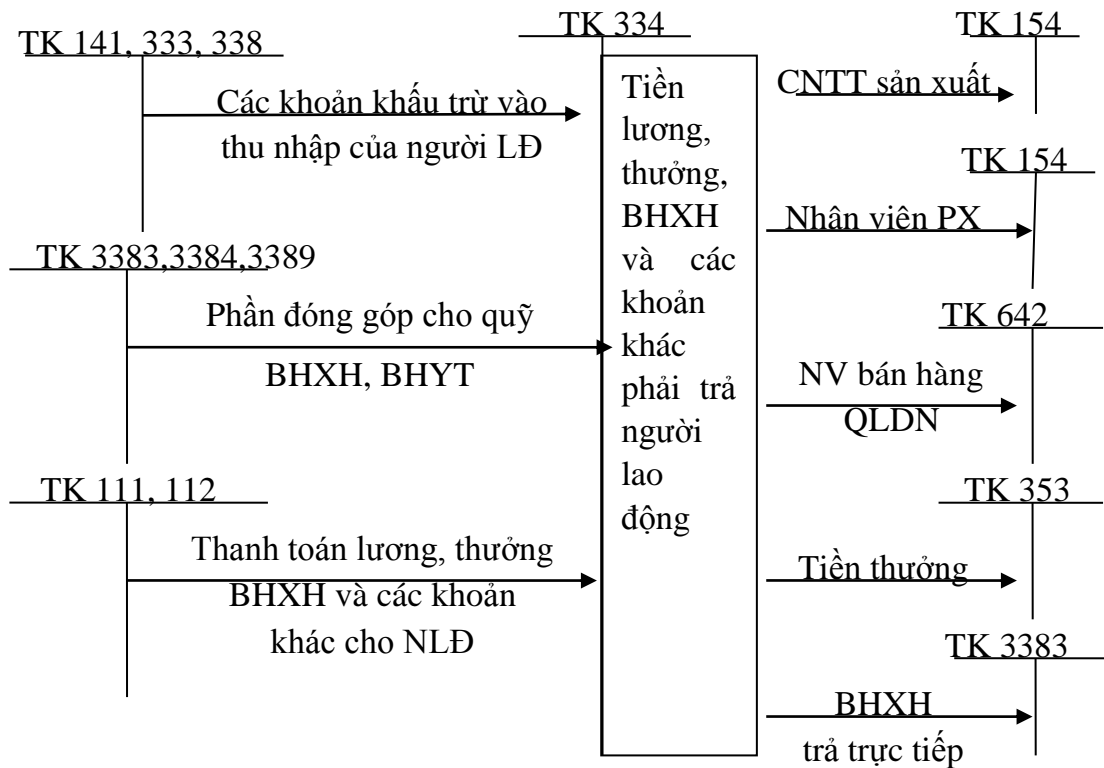 TK 141, 333, 338
Các khoản khấu trừ vào
thu nhập của người LĐ
TK 3383,3384,3389
Phần đóng góp cho quỹ
BHXH, BHYT
TK 111, 112
Thanh toán lương, thưởng
BHXH và các khoản
khác cho NLĐ
TK 334
Tiền
lương,
thưởng,
BHXH
và các
khoản
khác
phải trả
người
lao
động
TK 154
CNTT sản xuất
TK 154
Nhân viên PX
TK 642
NV bán hàng
QLDN
TK 353
Tiền thưởng
TK 3383
BHXH
trả trực tiếp